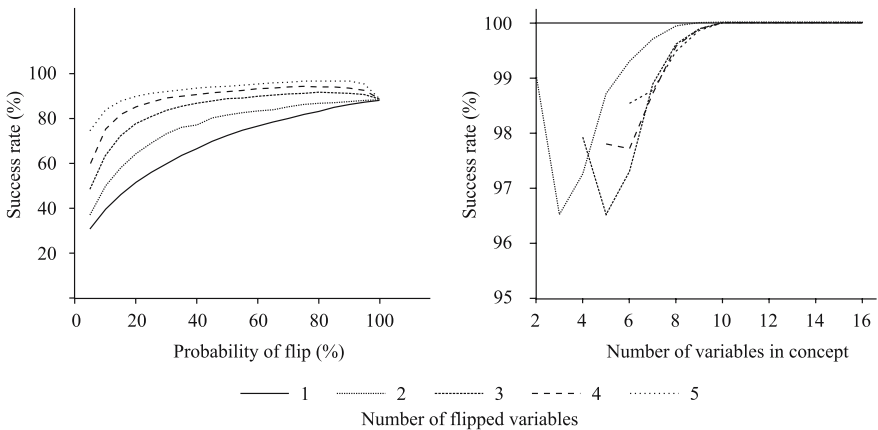 100
80
60
40
20
Success rate (%)
0 20 40 60 80 100
Probability of flip (%)
100
99
98
97
96
95
Success rate (%)
2 4 6 8 10 12 14 16
Number of variables in concept
1 2 3 4 5
Number of flipped variables